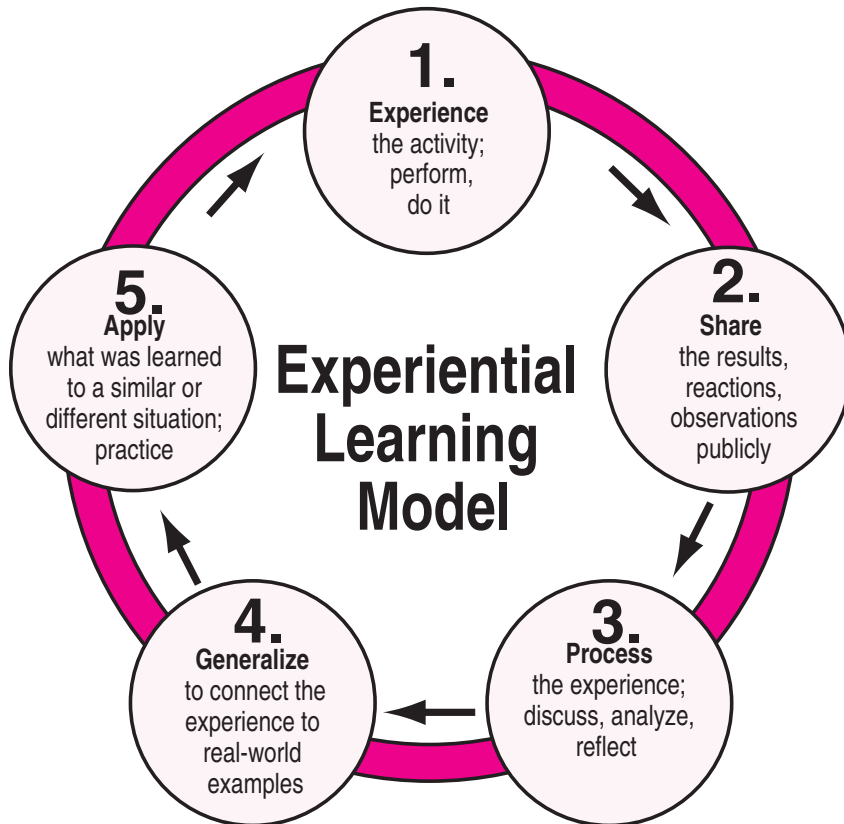 1.
Experience
the activity;
perform,
do it
2.
Share
the results,
reactions,
observations
publicly
3.
Process
the experience;
discuss, analyze,
reflect
4.
Generalize
to connect the
experience to
real-world
examples
5.
Apply
what was learned
to a similar or
different situation;
practice
Experiential
Learning
Model